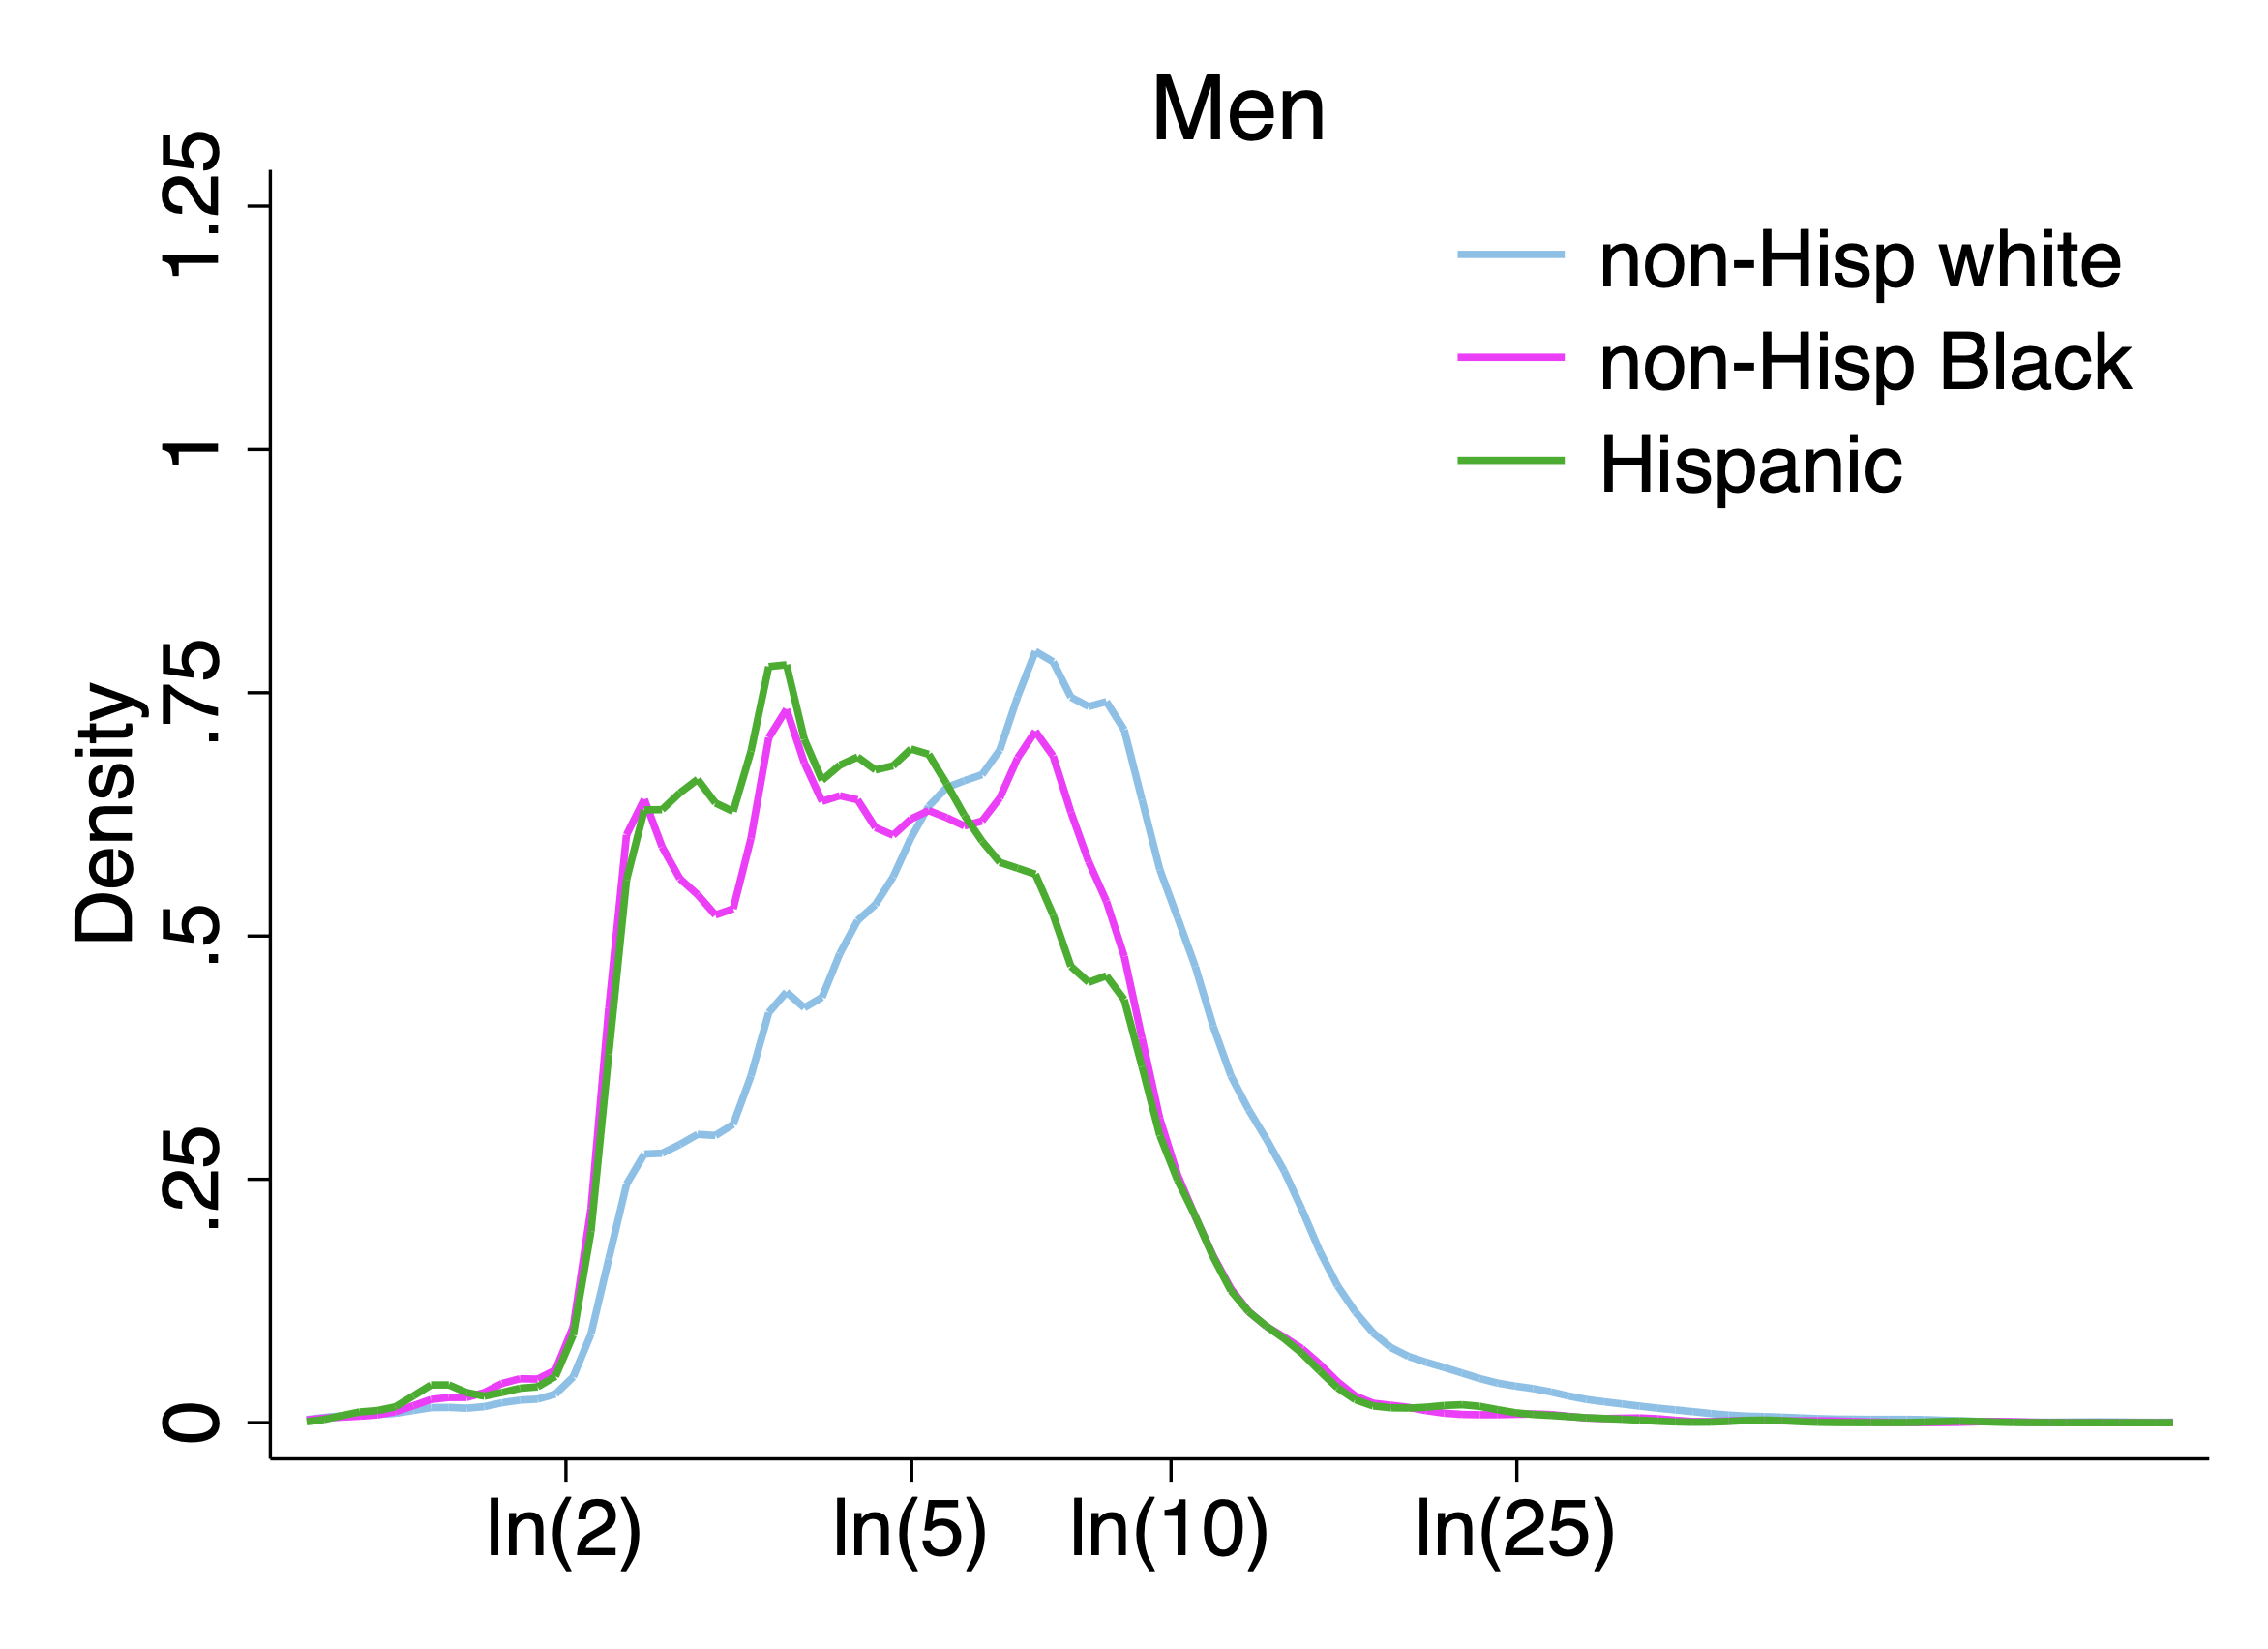 Men
non-Hisp white
non-Hisp Black
Hispanic
Density
1.25
1
.75
.5
.25
0
ln(2) ln(5) ln(10) ln(25)